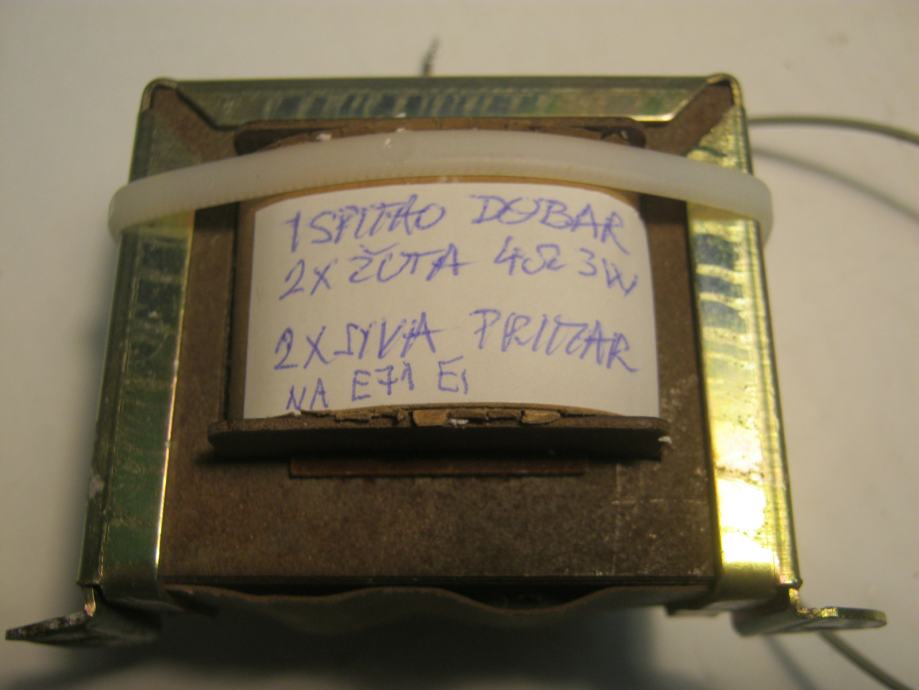 ISPITAO DOBAR
2X ŽUTA 4Ω 3W
2X SIVA PRIMAR
NA E71 Ei